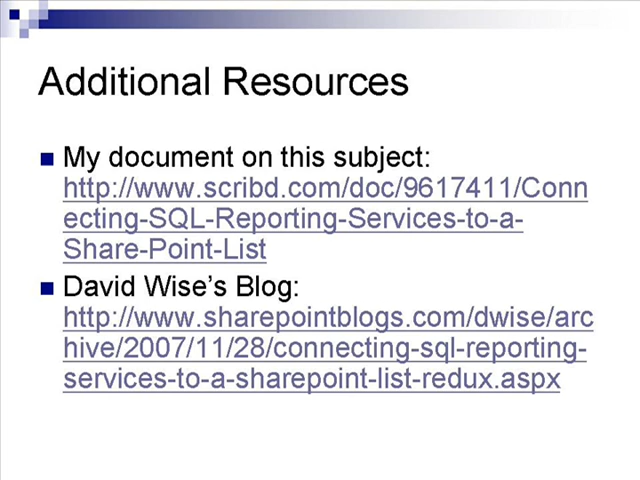 Additional Resources
My document on this subject:
http://www.scribd.com/doc/9617411/Conn
ecting-SQL-Reporting-Services-to-a-
Share-Point-List
David Wise’s Blog:
http://www.sharepointblogs.com/dwise/arc
hive/2007/11/28/connecting-sql-reporting-
services-to-a-sharepoint-list-redux.aspx